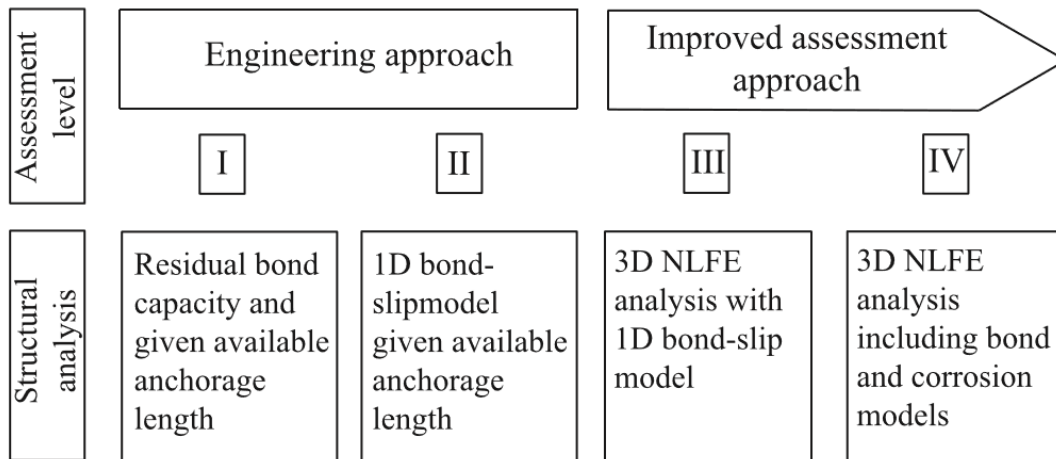 Assessment
level
Engineering approach
Improved assessment
approach
I
II
III
IV
Structural
analysis
Residual bond
capacity and
given available
anchorage
length
1D bond-
slipmodel
given available
anchorage
length
3D NLFE
analysis with
1D bond-slip
model
3D NLFE
analysis
including bond
and corrosion
models